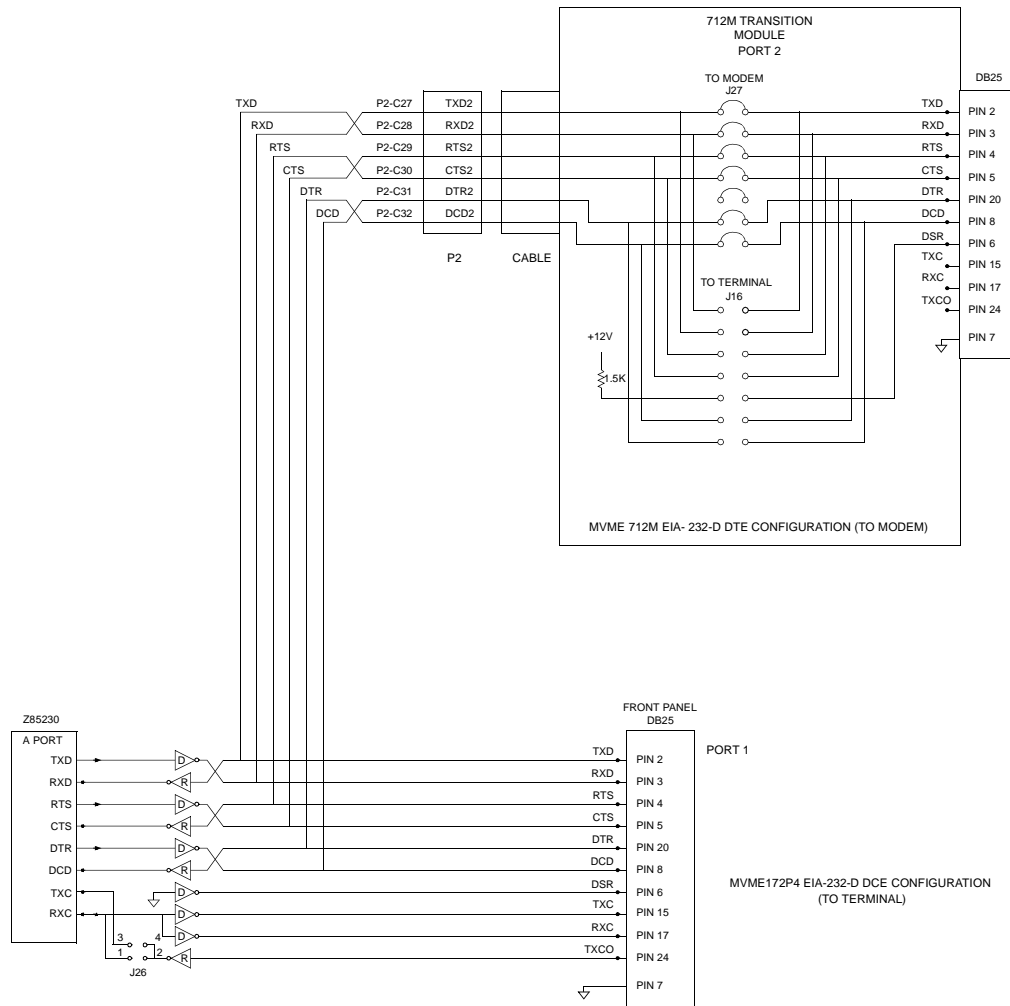 712M TRANSITION
MODULE
PORT 2
TO MODEM
J27
DB25
TXD
P2-C27
TXD2
TXD
PIN 2
RXD
P2-C28
RXD2
RXD
PIN 3
RTS
P2-C29
RTS2
RTS
PIN 4
CTS
P2-C30
CTS2
CTS
PIN 5
DTR
P2-C31
DTR2
DTR
PIN 20
DCD
P2-C32
DCD2
DCD
PIN 8
DSR
PIN 6
P2
CABLE
TXC
PIN 15
TO TERMINAL
J16
RXC
PIN 17
TXCO
PIN 24
+12V
PIN 7
1.5K
MVME 712M EIA- 232-D DTE CONFIGURATION (TO MODEM)
FRONT PANEL
DB25
Z85230
A PORT
PORT 1
TXD
D
TXD
PIN 2
RXD
R
RXD
PIN 3
RTS
D
RTS
PIN 4
CTS
R
CTS
PIN 5
DTR
D
DTR
PIN 20
DCD
R
DCD
PIN 8
TXC
D
DSR
PIN 6
RXC
D
TXC
PIN 15
D
RXC
PIN 17
3
4
1
2
R
TXCO
PIN 24
J26
PIN 7
MVME172P4 EIA-232-D DCE CONFIGURATION
(TO TERMINAL)